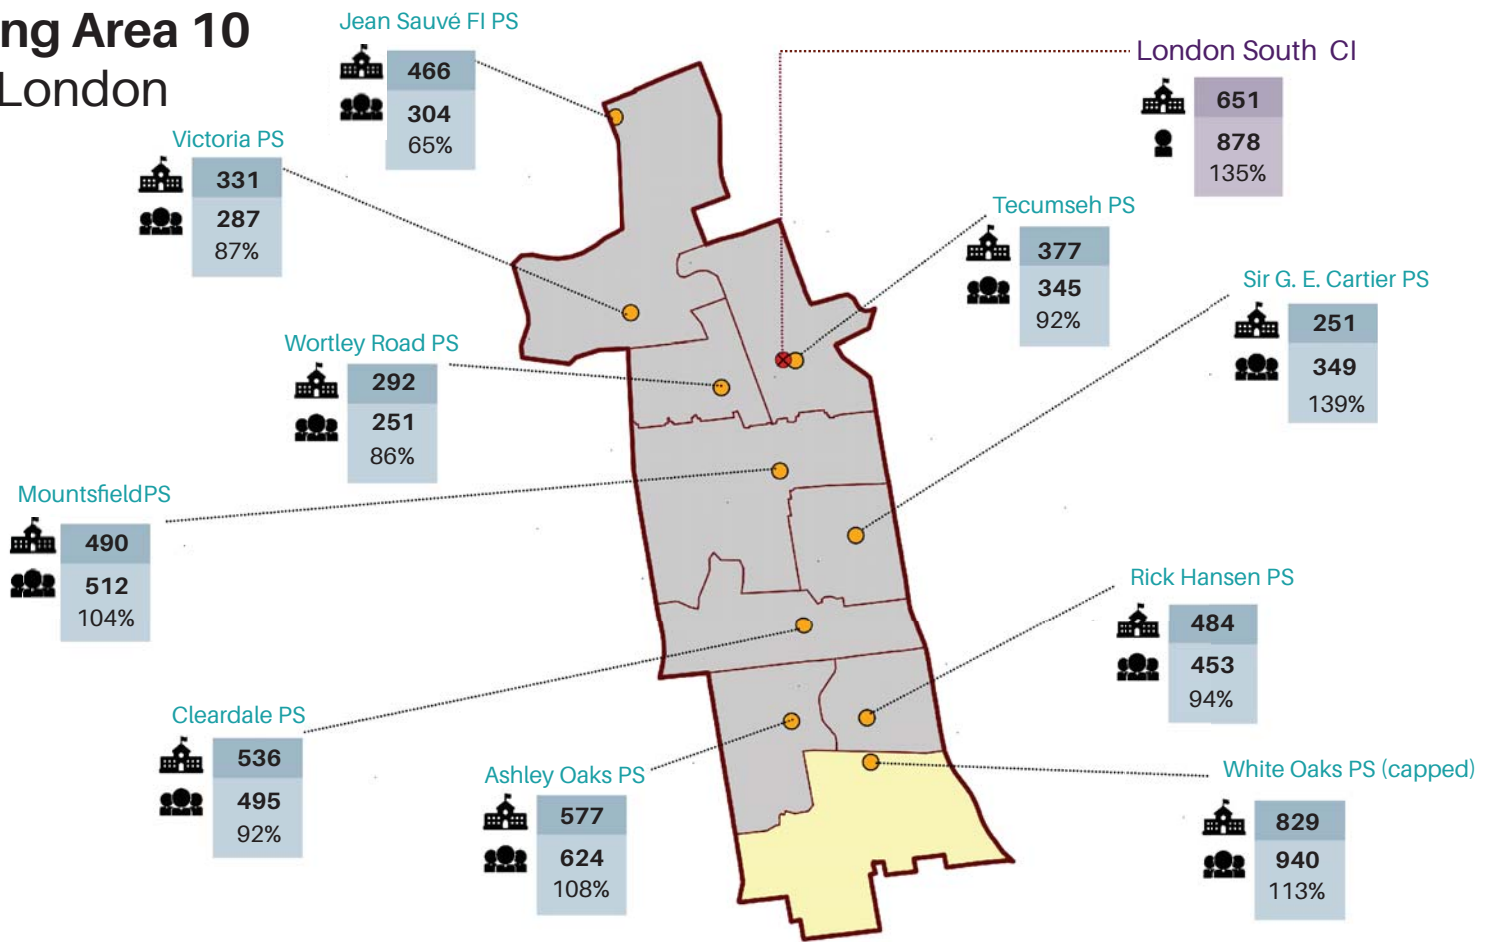 ng Area 10
London
Jean Sauvé FI PS
466
304
65%
London South CI
651
878
135%
Victoria PS
331
287
87%
Tecumseh PS
377
345
92%
Sir G. E. Cartier PS
251
349
139%
Wortley Road PS
292
251
86%
Mountsfield PS
490
512
104%
Rick Hansen PS
484
453
94%
Cleardale PS
536
495
92%
Ashley Oaks PS
577
624
108%
White Oaks PS (capped)
829
940
113%